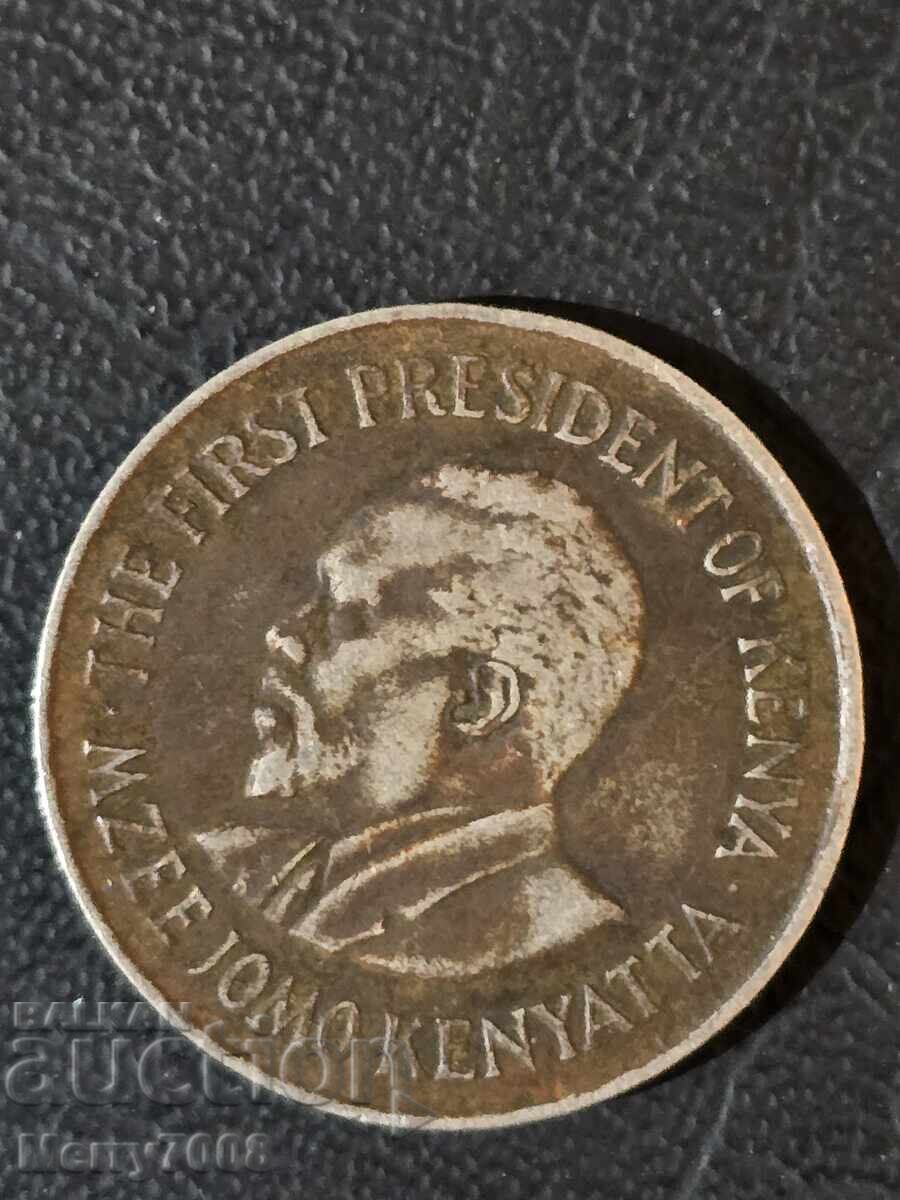 · THE FIRST PRESIDENT OF KENYA ·
MZEE JOMO KENYATTA
BALKAN
auction
Merry7008